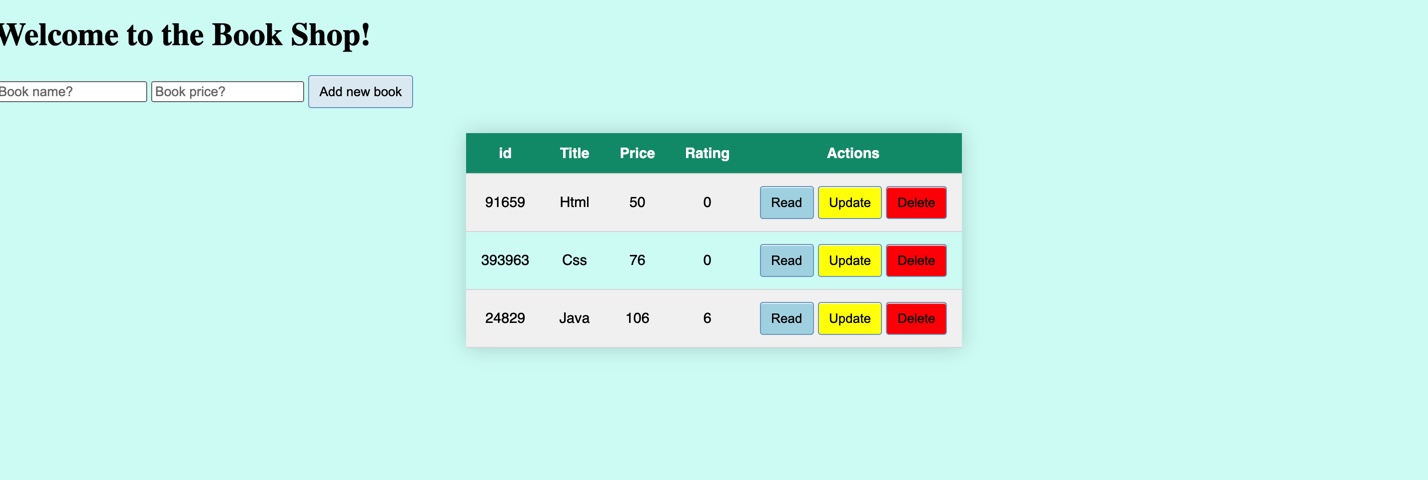 Welcome to the Book Shop!
Book name? Book price? Add new book
id Title Price Rating Actions
91659 Html 50 0 Read Update Delete
393963 Css 76 0 Read Update Delete
24829 Java 106 6 Read Update Delete